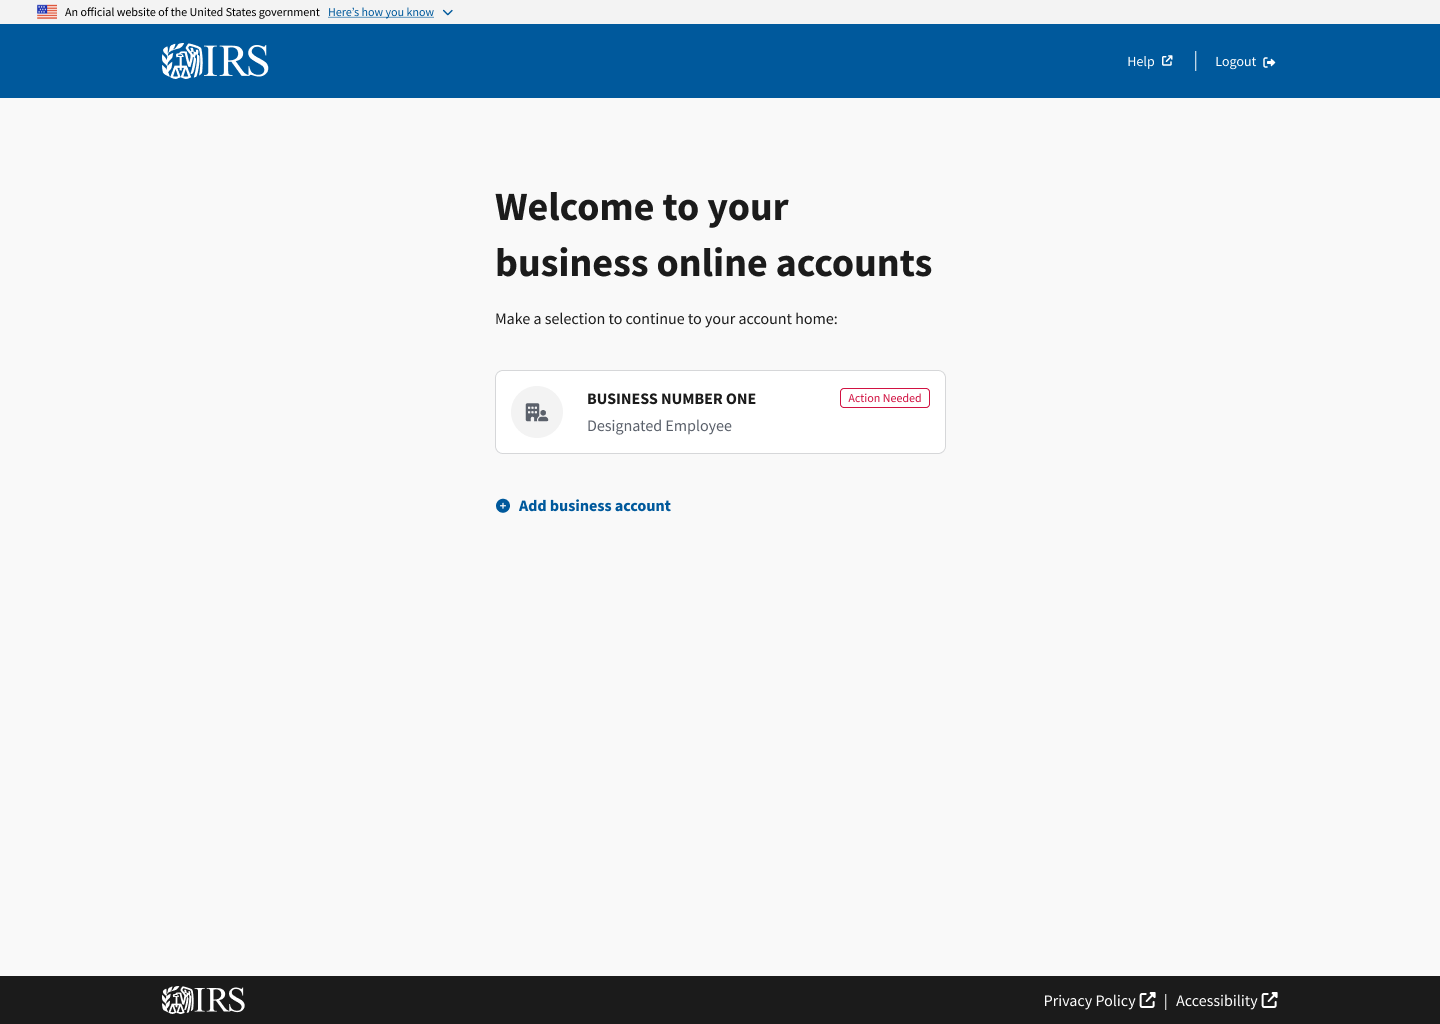 An official website of the United States government Here's how you know
IRS
Help
Logout
Welcome to your
business online accounts
Make a selection to continue to your account home:
BUSINESS NUMBER ONE
Action Needed
Designated Employee
Add business account
IRS
Privacy Policy | Accessibility